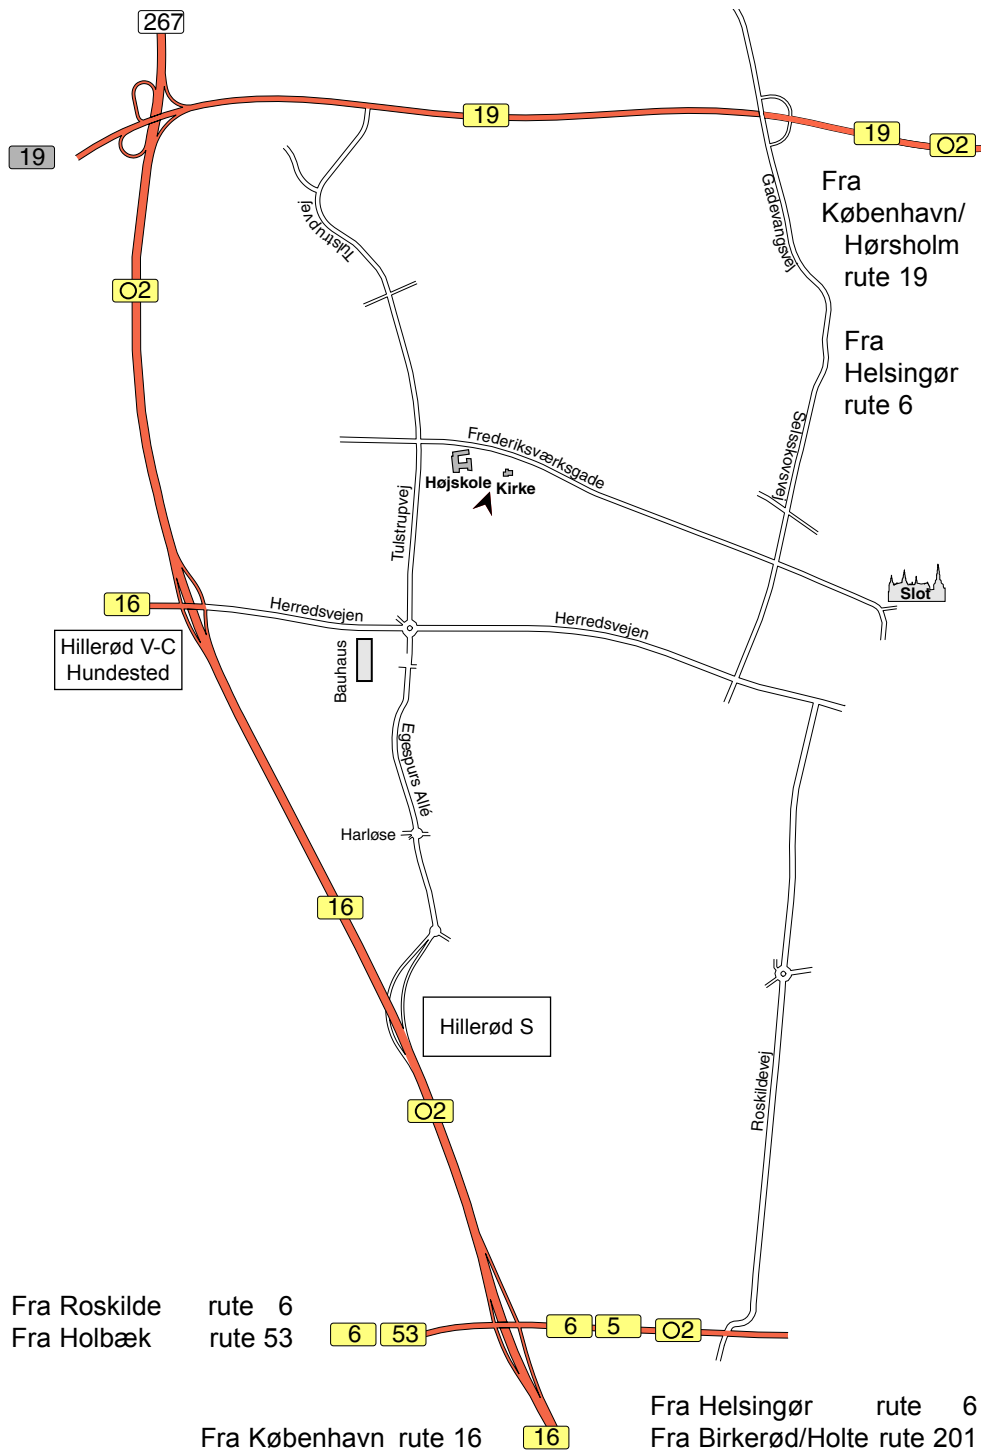 267
19
19
19
O2
Fra
København/
Hørsholm
rute 19
Gadevangsvej
Tulstrupvej
O2
Fra
Helsingør
rute 6
Selsskovsvej
Frederiksværksgade
Højskole Kirke
Tulstrupvej
Slot
16
Herredsvejen
Herredsvejen
Hillerød V-C
Hundested
Bauhaus
Egespurs Allé
Harløse
16
Hillerød S
Roskildevej
O2
Fra Roskilde rute 6
Fra Holbæk rute 53
6 53
6 5 O2
Fra København rute 16
16
Fra Helsingør rute 6
Fra Birkerød/Holte rute 201